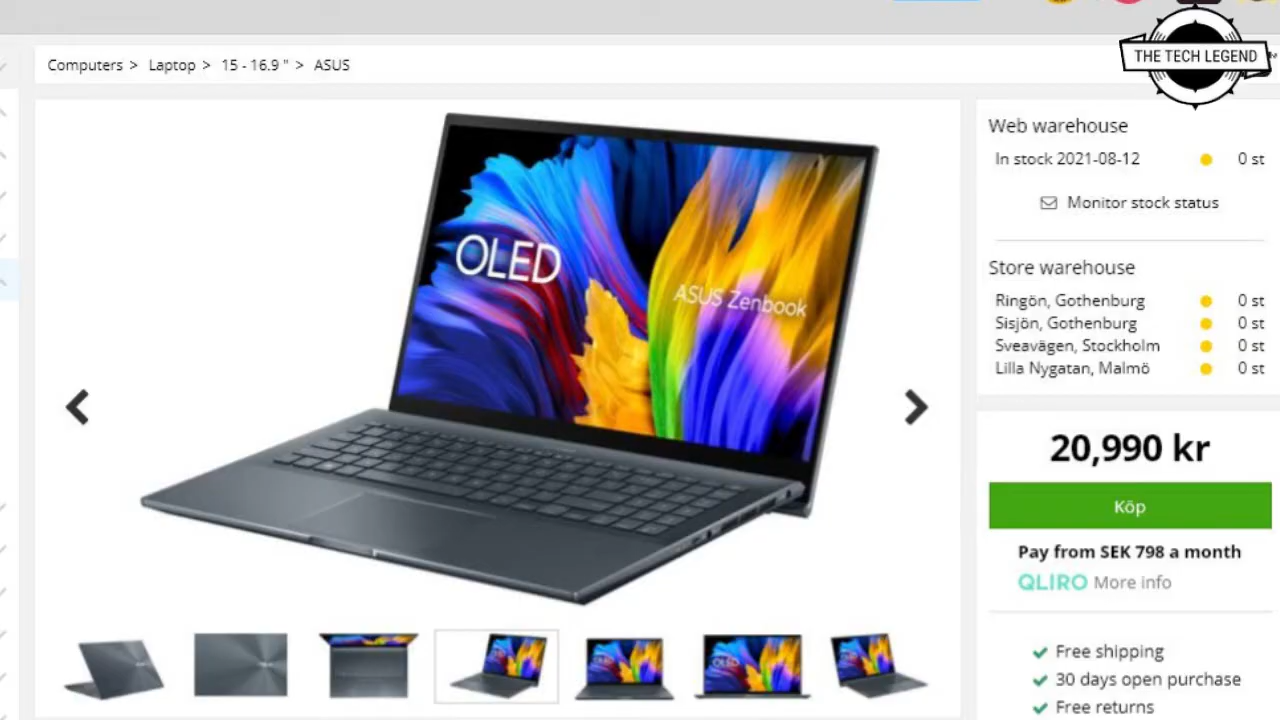 THE TECH LEGEND
Computers > Laptop > 15 - 16.9 " > ASUS
OLED
ASUS Zenbook
Web warehouse
In stock 2021-08-12 0 st
Monitor stock status
Store warehouse
Ringön, Gothenburg 0 st
Sisjön, Gothenburg 0 st
Sveavägen, Stockholm 0 st
Lilla Nygatan, Malmö 0 st
20,990 kr
Köp
Pay from SEK 798 a month
QLIRO More info
Free shipping
30 days open purchase
Free returns